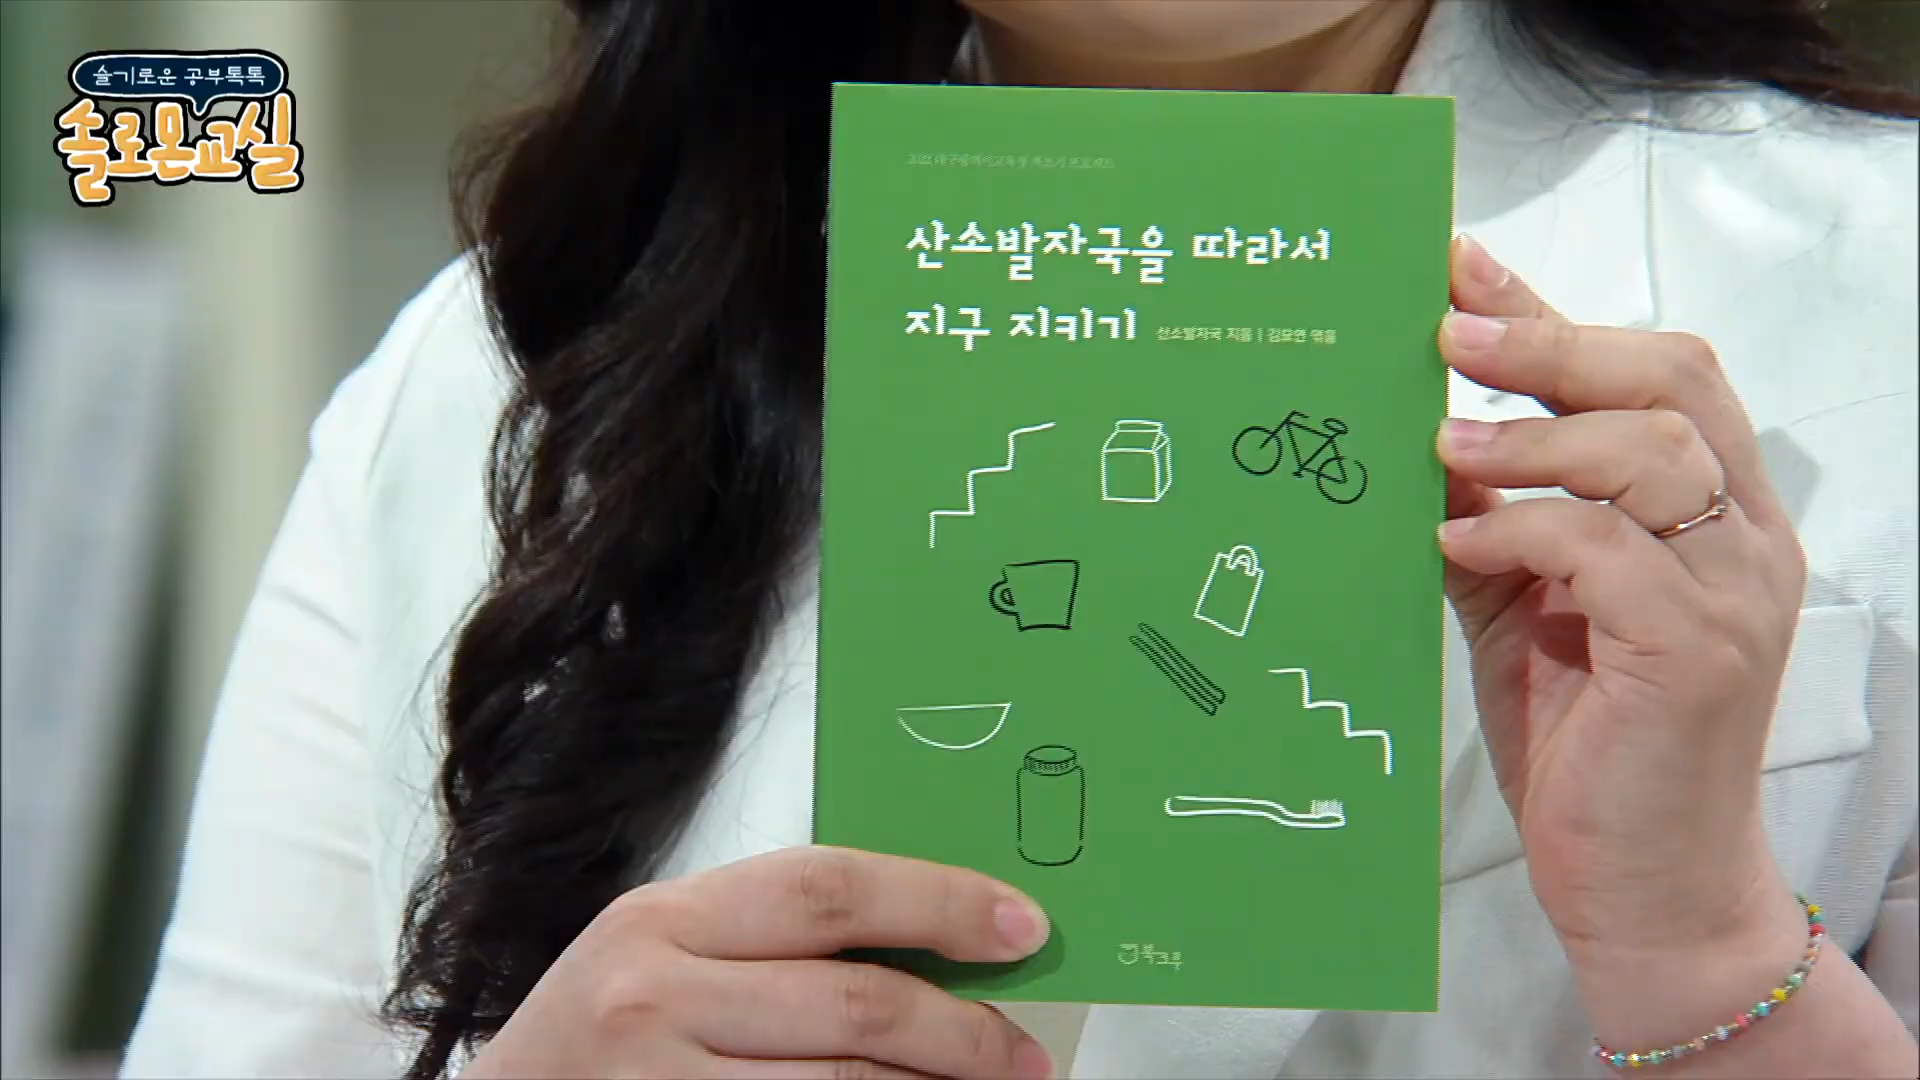 슬기로운 공부톡톡
솔로몬교실
산소발자국을 따라서
지구 지키기
산소발자국 지음 | 김묘연 엮음
북크루